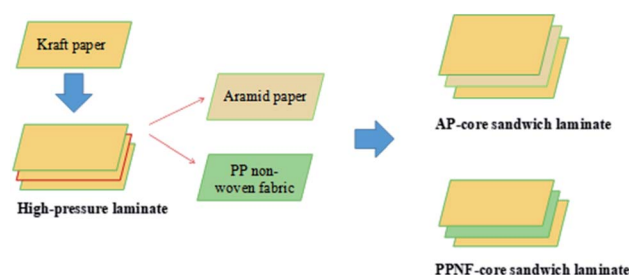 Kraft paper
Aramid paper
AP-core sandwich laminate
PP non-
woven fabric
High-pressure laminate
PPNF-core sandwich laminate